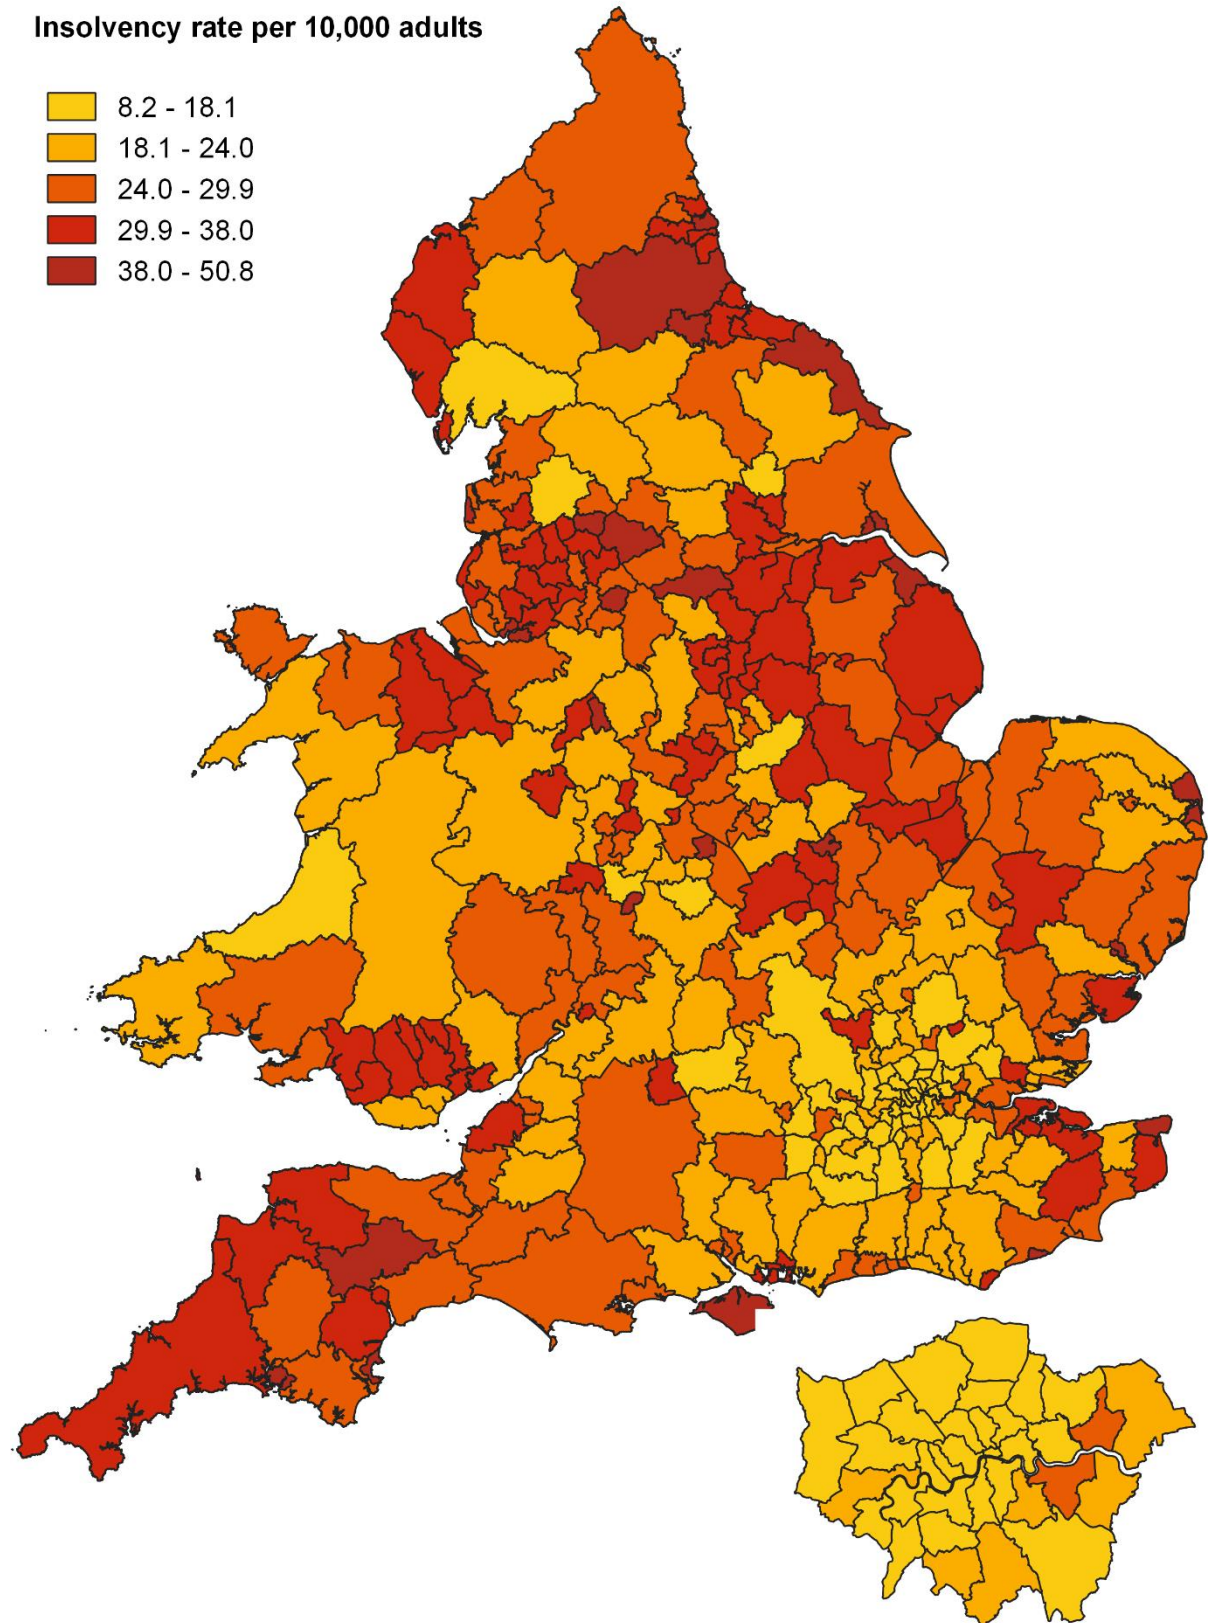 Insolvency rate per 10,000 adults
8.2 - 18.1
18.1 - 24.0
24.0 - 29.9
29.9 - 38.0
38.0 - 50.8